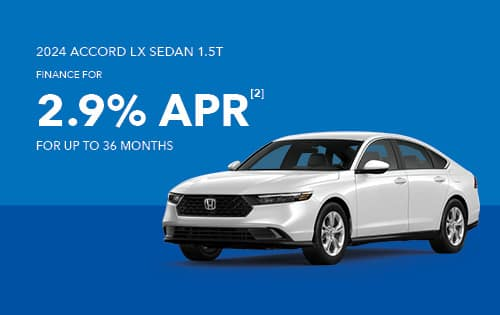 2024 ACCORD LX SEDAN 1.5T
FINANCE FOR
2.9% APR[2]
FOR UP TO 36 MONTHS